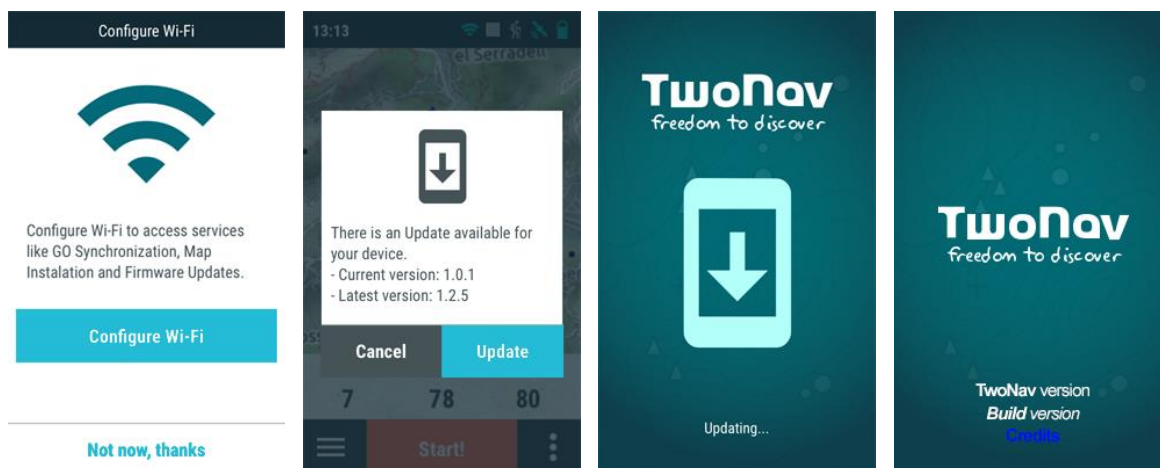 Configure Wi-Fi
Configure Wi-Fi to access services
like GO Synchronization, Map
Instalation and Firmware Updates.
Configure Wi-Fi
Not now, thanks
13:13
el Serradell
There is an Update available for
your device.
- Current version: 1.0.1
- Latest version: 1.2.5
Cancel
Update
7 78 80
Start!
TwoNav
freedom to discover
Updating...
TwoNav
freedom to discover
TwoNav version
Build version
Credits